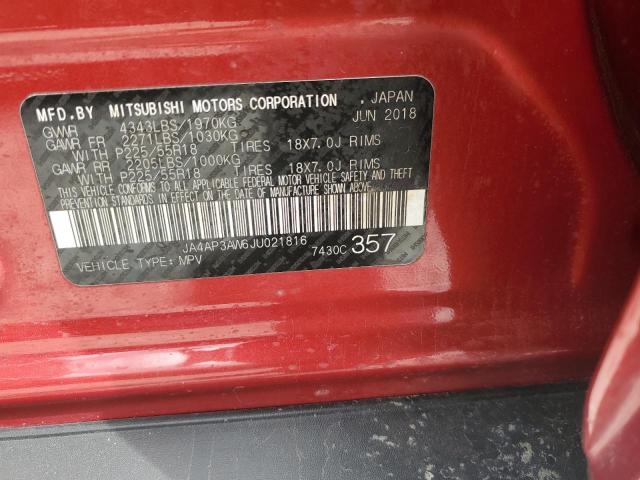 MFD.BY MITSUBISHI MOTORS CORPORATION , JAPAN
GVWR 4343LBS/1970KG JUN 2018
GAWR FR 2271LBS/1030KG
WITH P225/55R18 TIRES 18X7.0J RIMS
GAWR RR 2205LBS/1000KG
WITH P225/55R18 TIRES 18X7.0J RIMS
THIS VEHICLE CONFORMS TO ALL APPLICABLE FEDERAL MOTOR VEHICLE SAFETY AND THEFT
PREVENTION STANDARDS IN EFFECT ON THE DATE OF MANUFACTURE SHOWN ABOVE.
JA4AP3AW6JU021816
7430C 357
VEHICLE TYPE: MPV